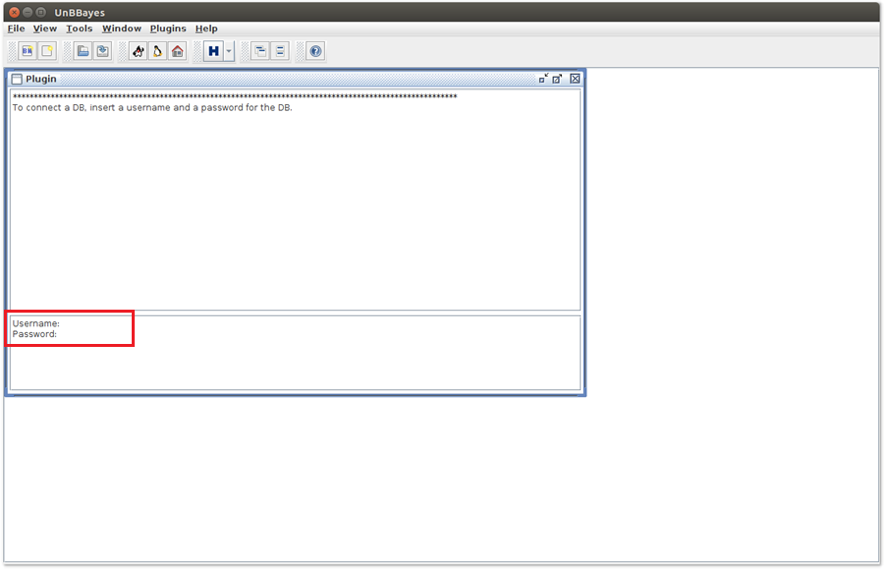 UnBBayes
File View Tools Window Plugins Help
H
Plugin
To connect a DB, insert a username and a password for the DB.
Username:
Password: